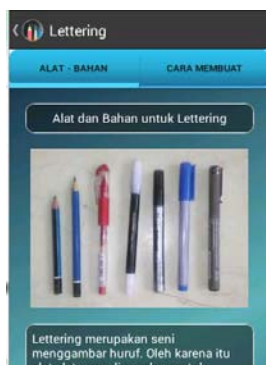 Lettering
ALAT - BAHAN
CARA MEMBUAT
Alat dan Bahan untuk Lettering
Lettering merupakan seni
menggambar huruf. Oleh karena itu